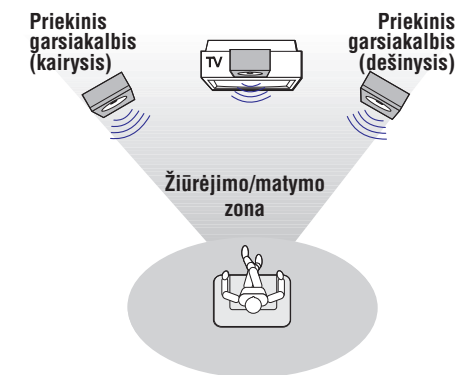 Priekinis
garsiakalbis
(kairysis)
Priekinis
garsiakalbis
(dešinysis)
TV
Žiūrėjimo/matymo
zona